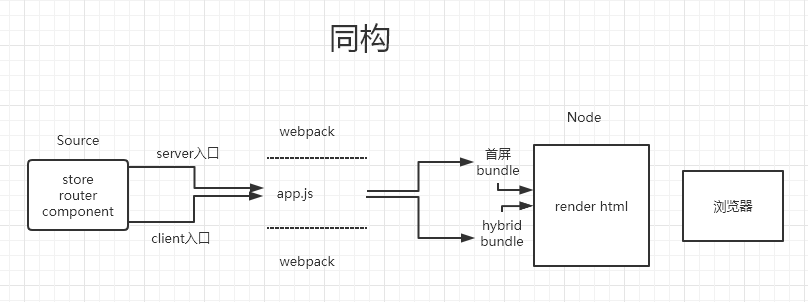 同构
Source
store
router
component
server入口
client入口
webpack
app.js
webpack
首屏
bundle
hybrid
bundle
Node
render html
浏览器